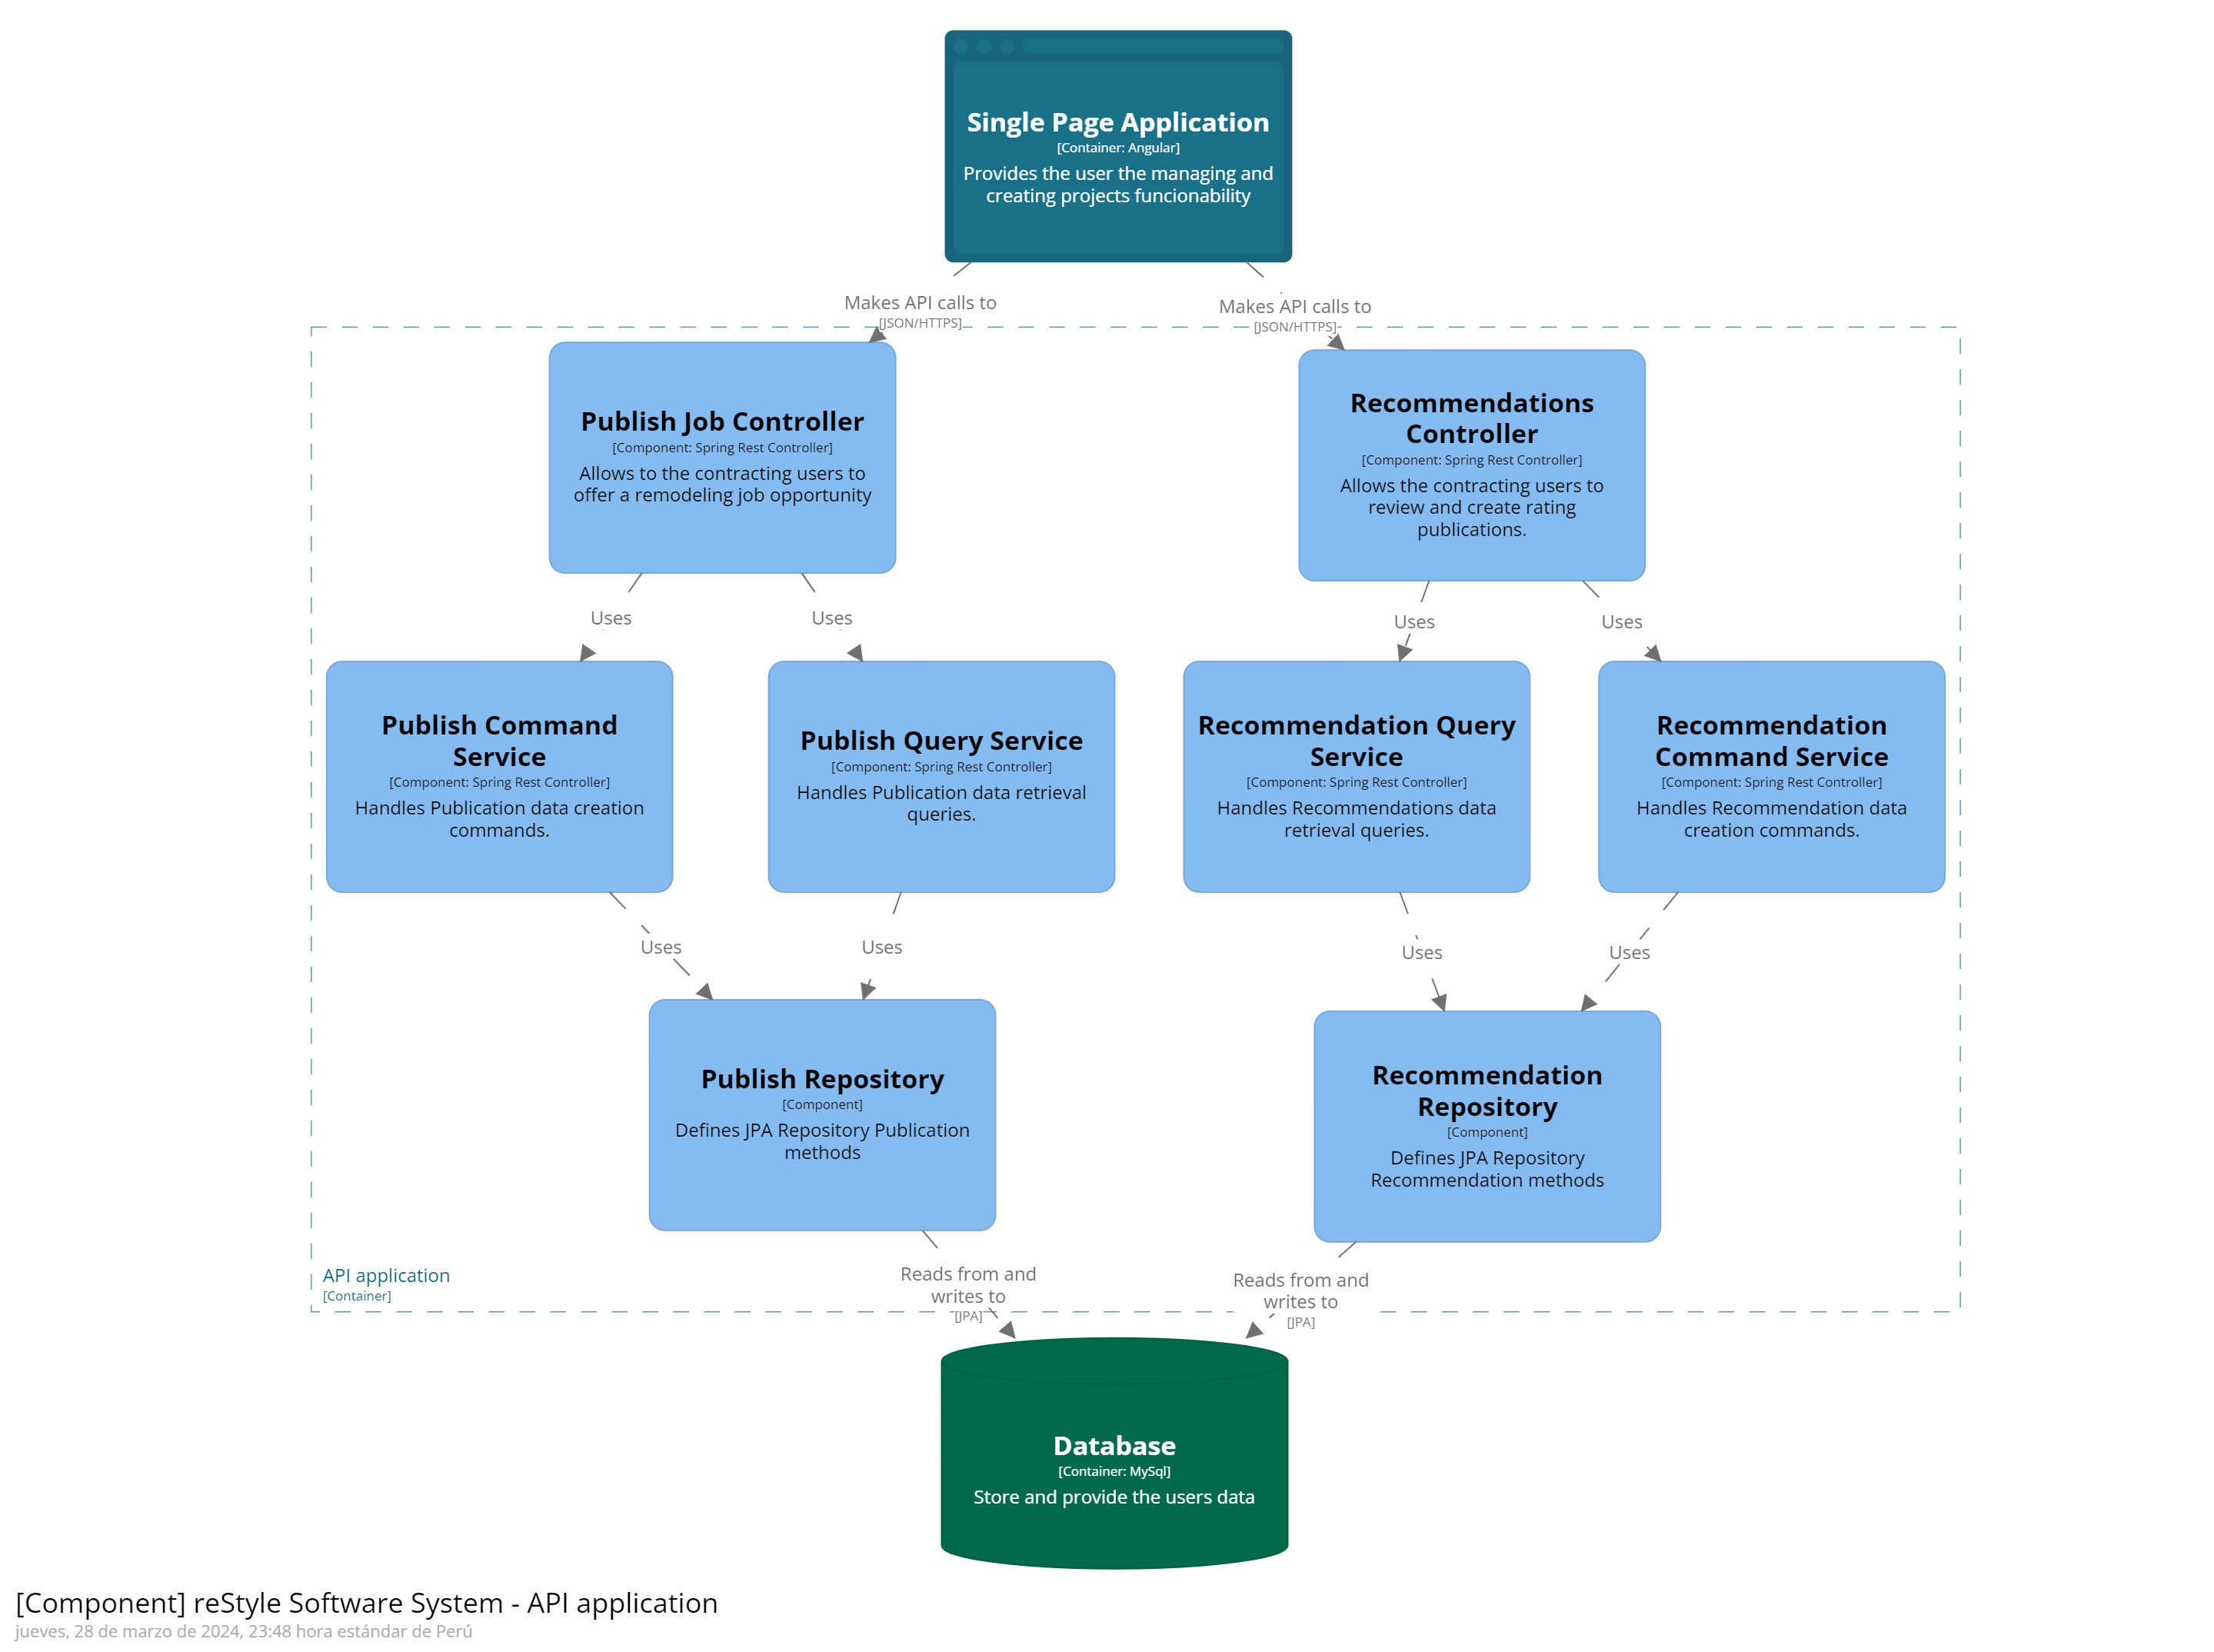 Single Page Application
[Container: Angular]
Provides the user the managing and
creating projects funcionability
Makes API calls to
[JSON/HTTPS]
Makes API calls to
[JSON/HTTPS]
Publish Job Controller
[Component: Spring Rest Controller]
Allows to the contracting users to
offer a remodeling job opportunity
Recommendations
Controller
[Component: Spring Rest Controller]
Allows the contracting users to
review and create rating
publications.
Uses
Uses
Uses
Uses
Publish Command
Service
[Component: Spring Rest Controller]
Handles Publication data creation
commands.
Publish Query Service
[Component: Spring Rest Controller]
Handles Publication data retrieval
queries.
Recommendation Query
Service
[Component: Spring Rest Controller]
Handles Recommendations data
retrieval queries.
Recommendation
Command Service
[Component: Spring Rest Controller]
Handles Recommendation data
creation commands.
Uses
Uses
Uses
Uses
Publish Repository
[Component]
Defines JPA Repository Publication
methods
Recommendation
Repository
[Component]
Defines JPA Repository
Recommendation methods
Reads from and
writes to
[JPA]
Reads from and
writes to
[JPA]
API application
[Container]
Database
[Container: MySql]
Store and provide the users data
[Component] reStyle Software System - API application
jueves, 28 de marzo de 2024, 23:48 hora estándar de Perú